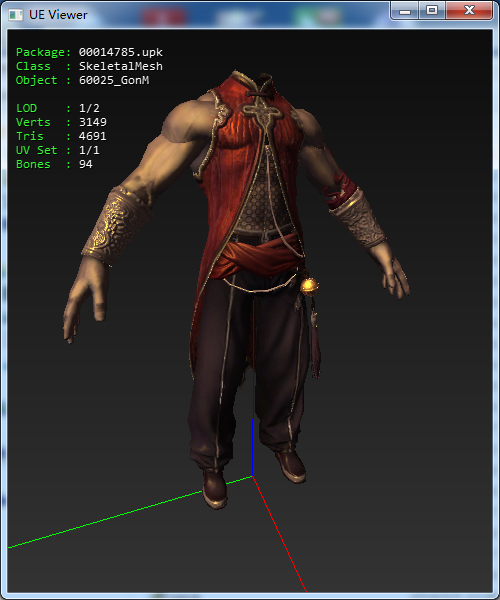 UE Viewer
Package: 00014785.upk
Class : SkeletalMesh
Object : 60025_GonM
LOD : 1/2
Verts : 3149
Tris : 4691
UV Set : 1/1
Bones : 94